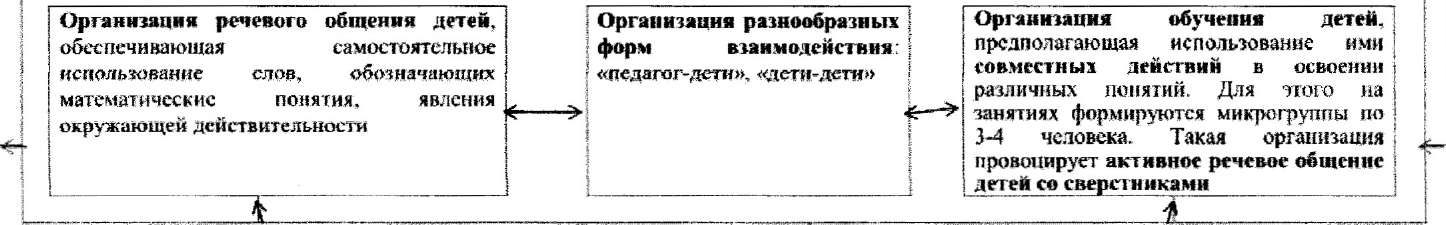 Организация речевого общения детей,
обеспечивающая самостоятельное
использование слов, обозначающих
математические понятия, явления
окружающей действительности
Организация разнообразных
форм взаимодействия:
«педагог-дети», «дети-дети»
Организация обучения детей,
предполагающая использование ими
совместных действий в освоении
различных понятий. Для этого на
занятиях формируются микрогруппы по
3-4 человека. Такая организация
провоцирует активное речевое общение
детей со сверстниками